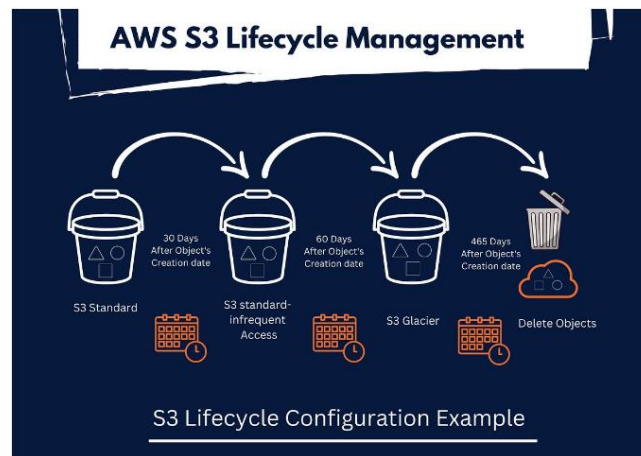 AWS S3 Lifecycle Management
30 Days
After Object's
Creation date
60 Days
After Object's
Creation date
465 Days
After Object's
Creation date
S3 Standard
S3 standard-
infrequent
Access
S3 Glacier
Delete Objects
S3 Lifecycle Configuration Example